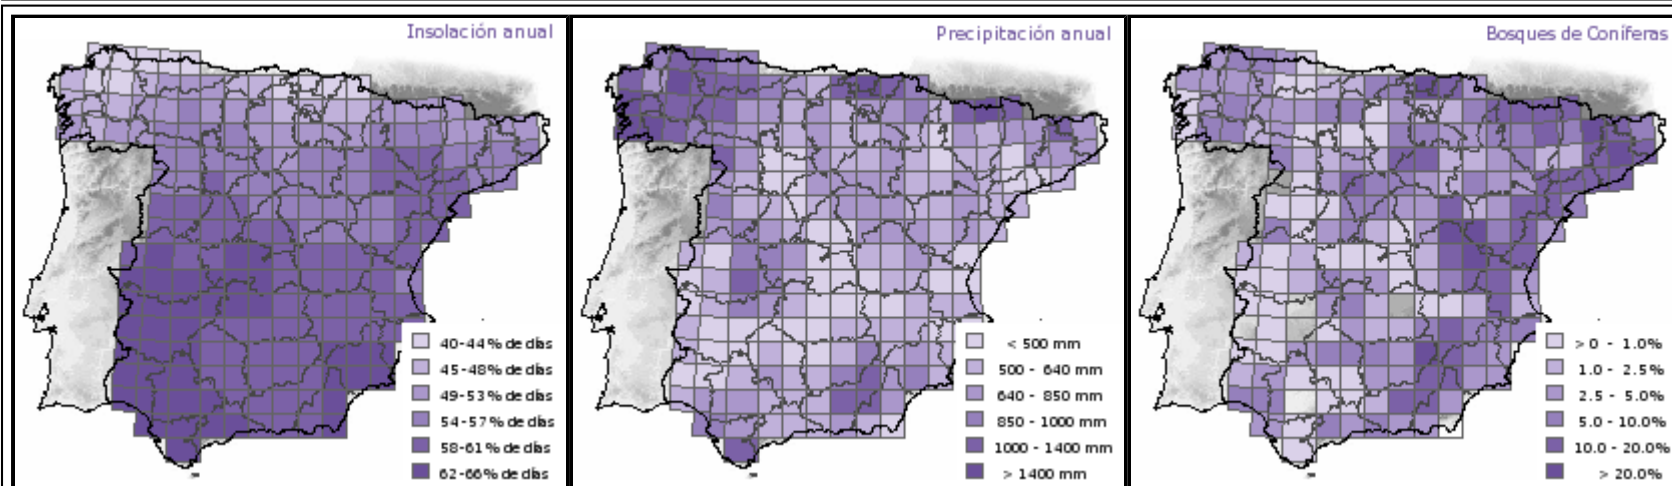 Insolación anual
40-44% de días
45-48% de días
49-53% de días
54-57% de días
58-61% de días
62-66% de días
Precipitación anual
< 500 mm
500 - 640 mm
640 - 850 mm
850 - 1000 mm
1000 - 1400 mm
> 1400 mm
Bosques de Coníferas
> 0 - 1.0%
1.0 - 2.5%
2.5 - 5.0%
5.0 - 10.0%
10.0 - 20.0%
> 20.0%